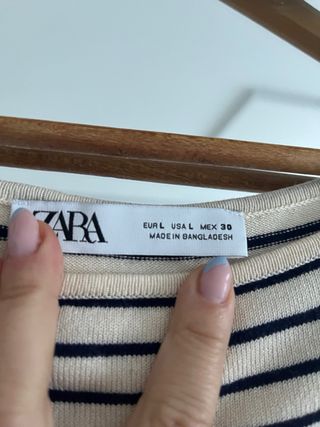 ZARA
EUR L USA L MEX 30
MADE IN BANGLADESH